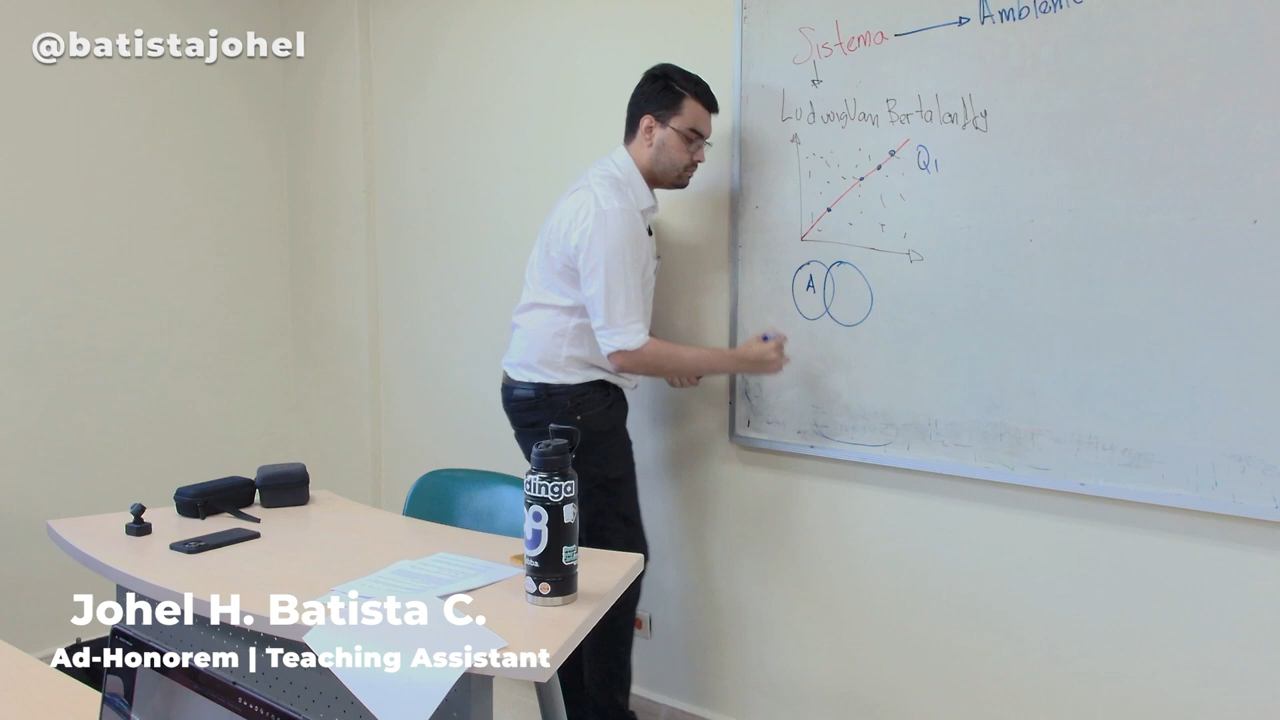 @batistajohel
Sistema
Ambiente
Ludwig Van Bertalanffy
Q1
A
dinga
Johel H. Batista C.
Ad-Honorem | Teaching Assistant